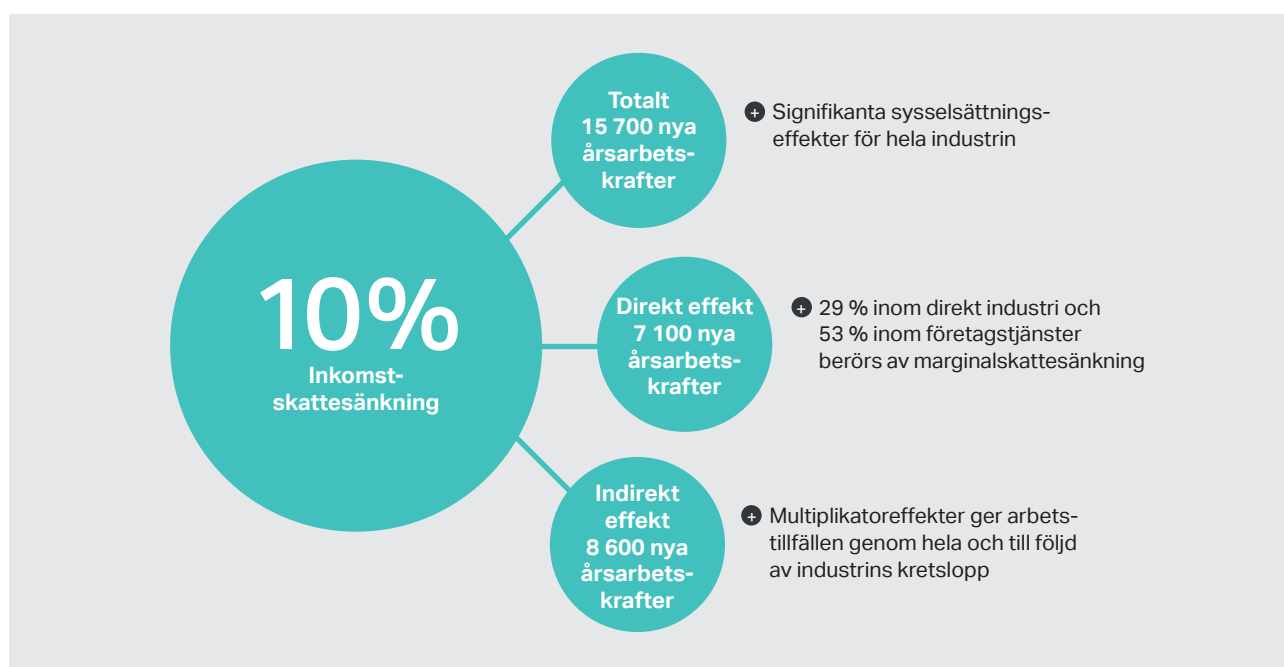 10%
Inkomst-
skattesänkning
Totalt
15 700 nya
årsarbets-
krafter
+ Signifikanta sysselsättnings-
effekter för hela industrin
Direkt effekt
7 100 nya
årsarbets-
krafter
+ 29 % inom direkt industri och
53 % inom företagstjänster
berörs av marginalskattesänkning
Indirekt
effekt
8 600 nya
årsarbets-
krafter
+ Multiplikatoreffekter ger arbets-
tillfällen genom hela och till följd
av industrins kretslopp